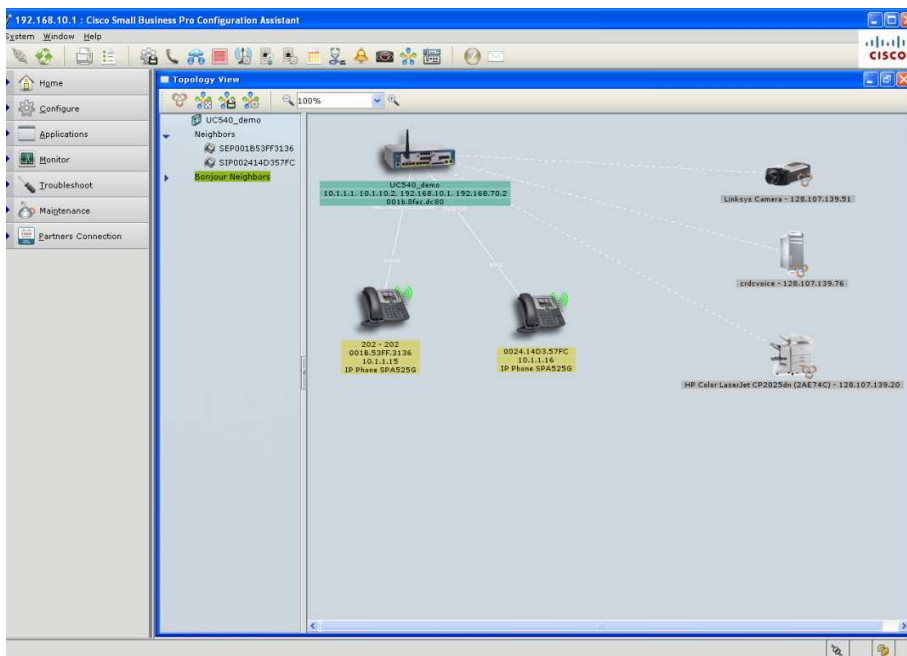 192.168.10.1 : Cisco Small Business Pro Configuration Assistant
System Window Help
CISCO
Home
Configure
Applications
Monitor
Troubleshoot
Maintenance
Partners Connection
Topology View
100%
UC540_demo
Neighbors
SEP001B53FF3136
SIP002414D357FC
Bonjour Neighbors
UC540_demo
10.1.1.1, 10.1.10.2, 192.168.10.1, 192.168.70.2
001b.8fac.dc80
Linksys Camera - 128.107.139.51
crdcvoice - 128.107.139.76
HP Color LaserJet CP2025dn (2AE74C) - 128.107.139.20
202 - 202
001B.53FF.3136
10.1.1.15
IP Phone SPA525G
0024.14D3.57FC
10.1.1.16
IP Phone SPA525G